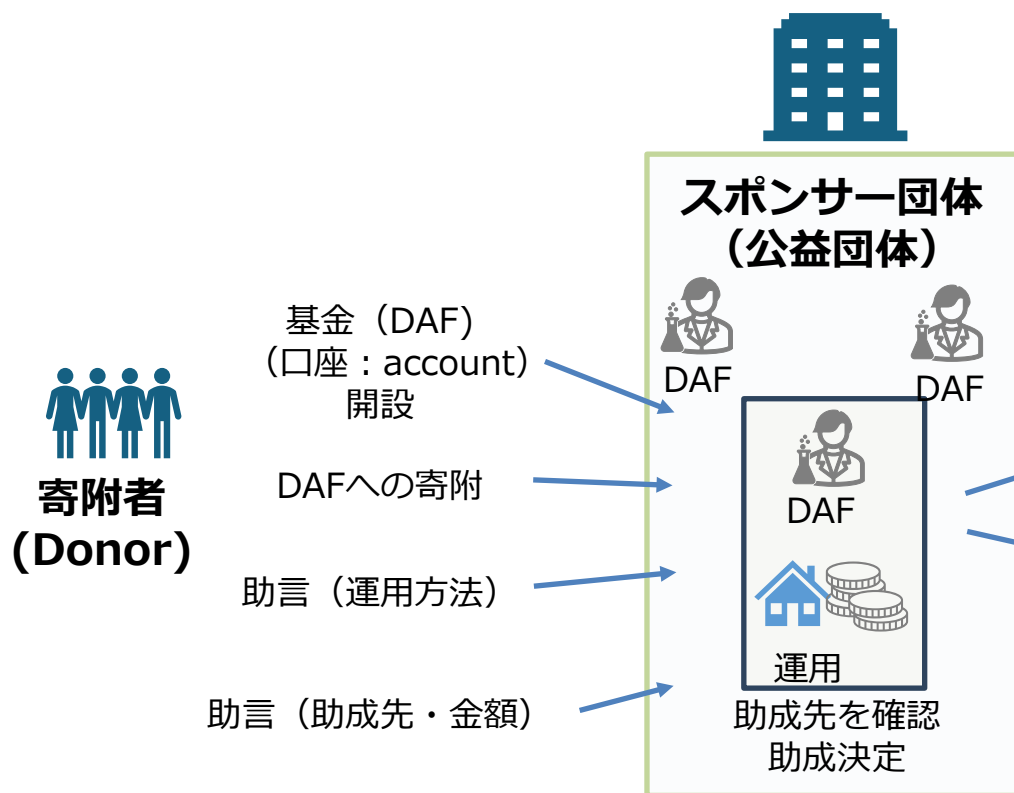 スポンサー団体
（公益団体）
基金（DAF)
（口座：account）
開設
DAF
DAF
寄附者
(Donor)
DAFへの寄附
DAF
助言（運用方法）
運用
助言（助成先・金額）
助成先を確認
助成決定